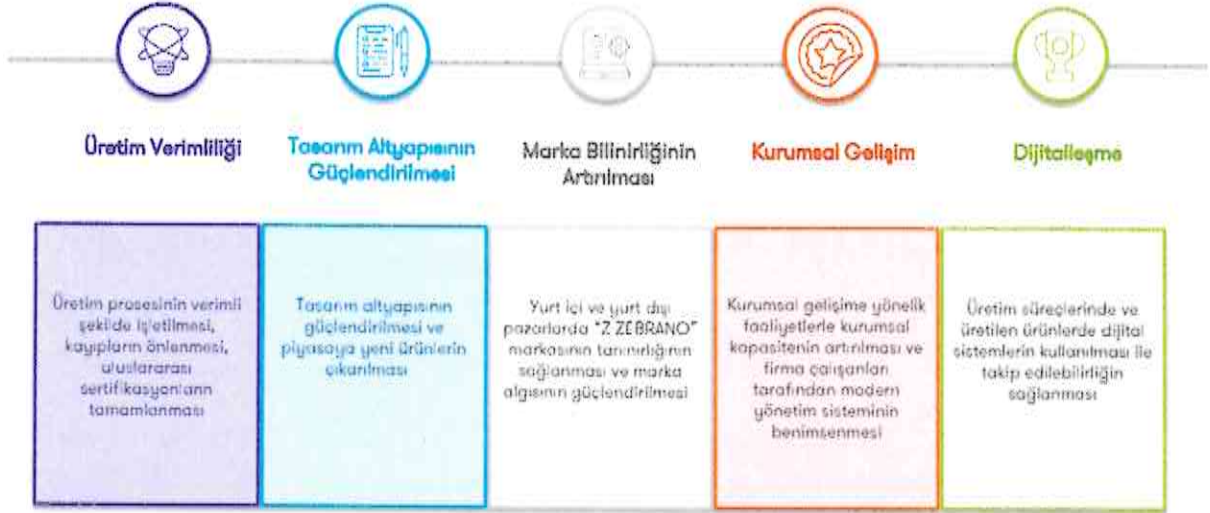 Üretim Verimliliği
Tasarım Altyapısının
Güçlendirilmesi
Marka Bilinirliğinin
Artırılması
Kurumsal Gelişim
Dijitalleşme
Üretim prosesinin verimli
şekilde işletilmesi,
kayıpların önlenmesi,
uluslararası
sertifikasyonların
tamamlanması
Tasarım altyapısının
güçlendirilmesi ve
piyasaya yeni ürünlerin
çıkarılması
Yurt içi ve yurt dışı
pazarlarda “Z ZEBRANO”
markasının tanınırlığının
sağlanması ve marka
algısının güçlendirilmesi
Kurumsal gelişime yönelik
faaliyetlerle kurumsal
kapasitenin artırılması ve
firma çalışanları
tarafından modern
yönetim sisteminin
benimsenmesi
Üretim süreçlerinde ve
üretilen ürünlerde dijital
sistemlerin kullanılması ile
takip edilebilirliğin
sağlanması